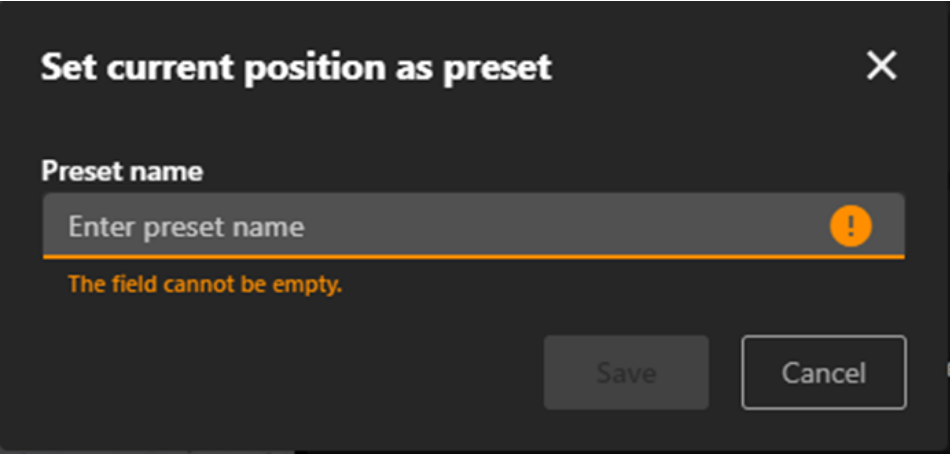 Set current position as preset
Preset name
Enter preset name
The field cannot be empty.
Save
Cancel